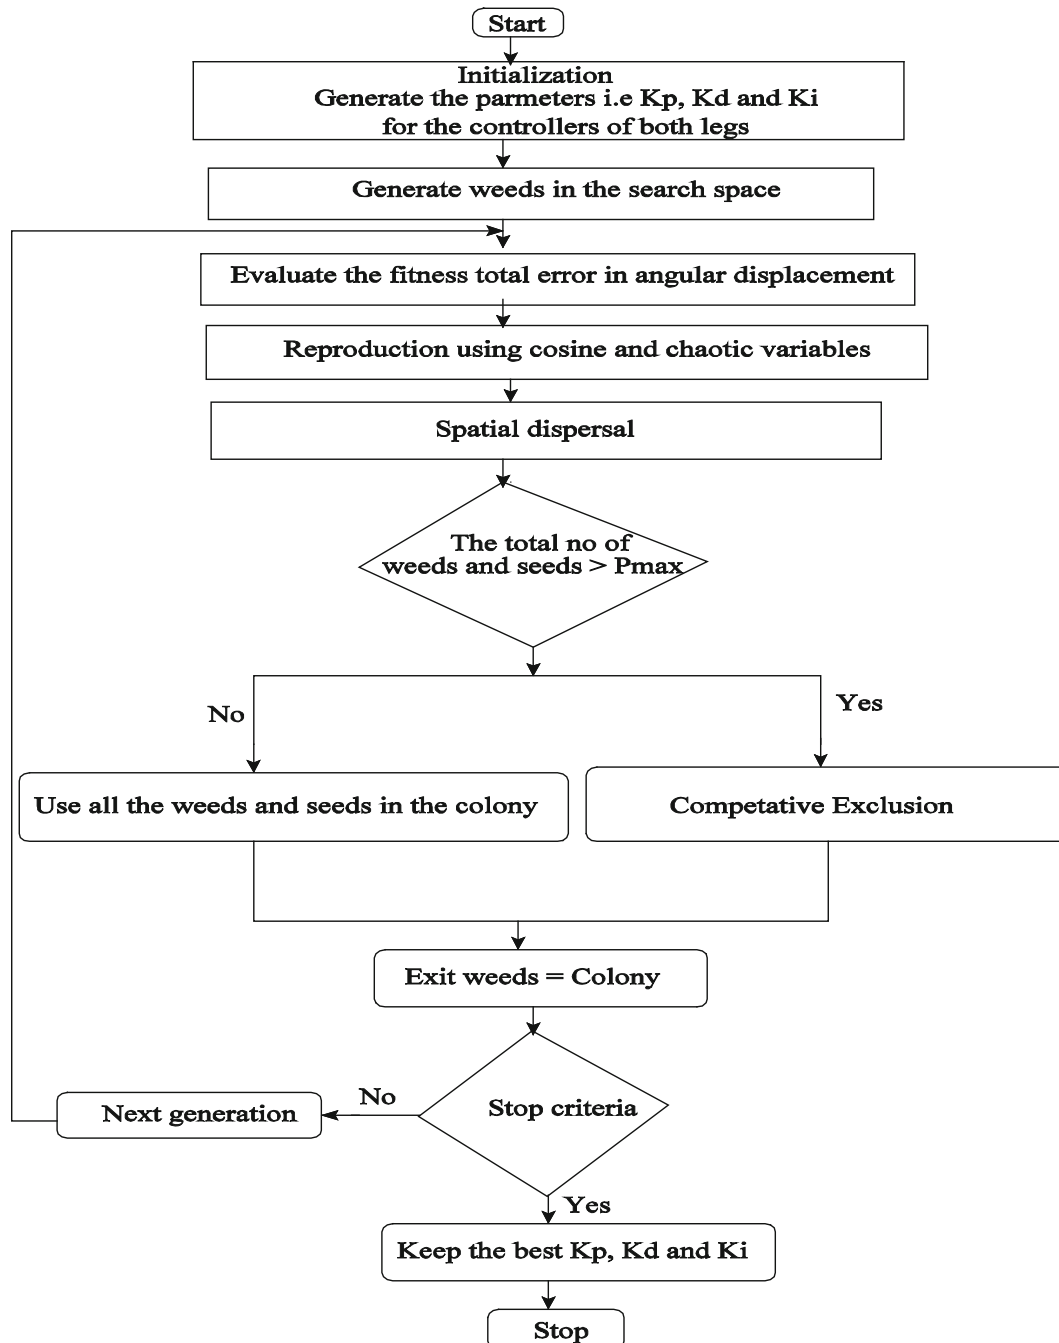 Start
Initialization
Generate the parmeters i.e Kp, Kd and Ki
for the controllers of both legs
Generate weeds in the search space
Evaluate the fitness total error in angular displacement
Reproduction using cosine and chaotic variables
Spatial dispersal
The total no of
weeds and seeds > Pmax
No
Yes
Use all the weeds and seeds in the colony
Competative Exclusion
Exit weeds = Colony
No
Stop criteria
Next generation
Yes
Keep the best Kp, Kd and Ki
Stop